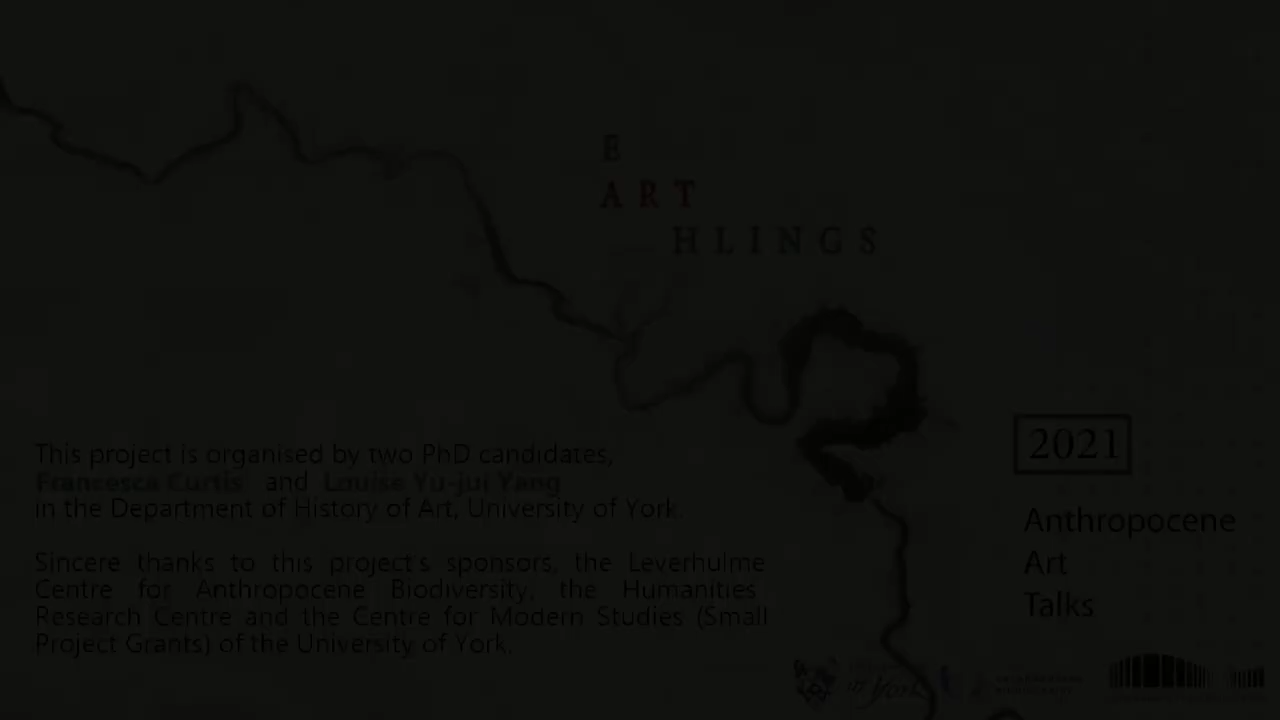 E
ART
HLINGS
This project is organised by two PhD candidates,
Francesca Curtis and Louise Yu-jui Yang
in the Department of History of Art, University of York.
Sincere thanks to this project's sponsors, the Leverhulme
Centre for Anthropocene Biodiversity, the Humanities
Research Centre and the Centre for Modern Studies (Small
Project Grants) of the University of York.
2021
Anthropocene
Art
Talks